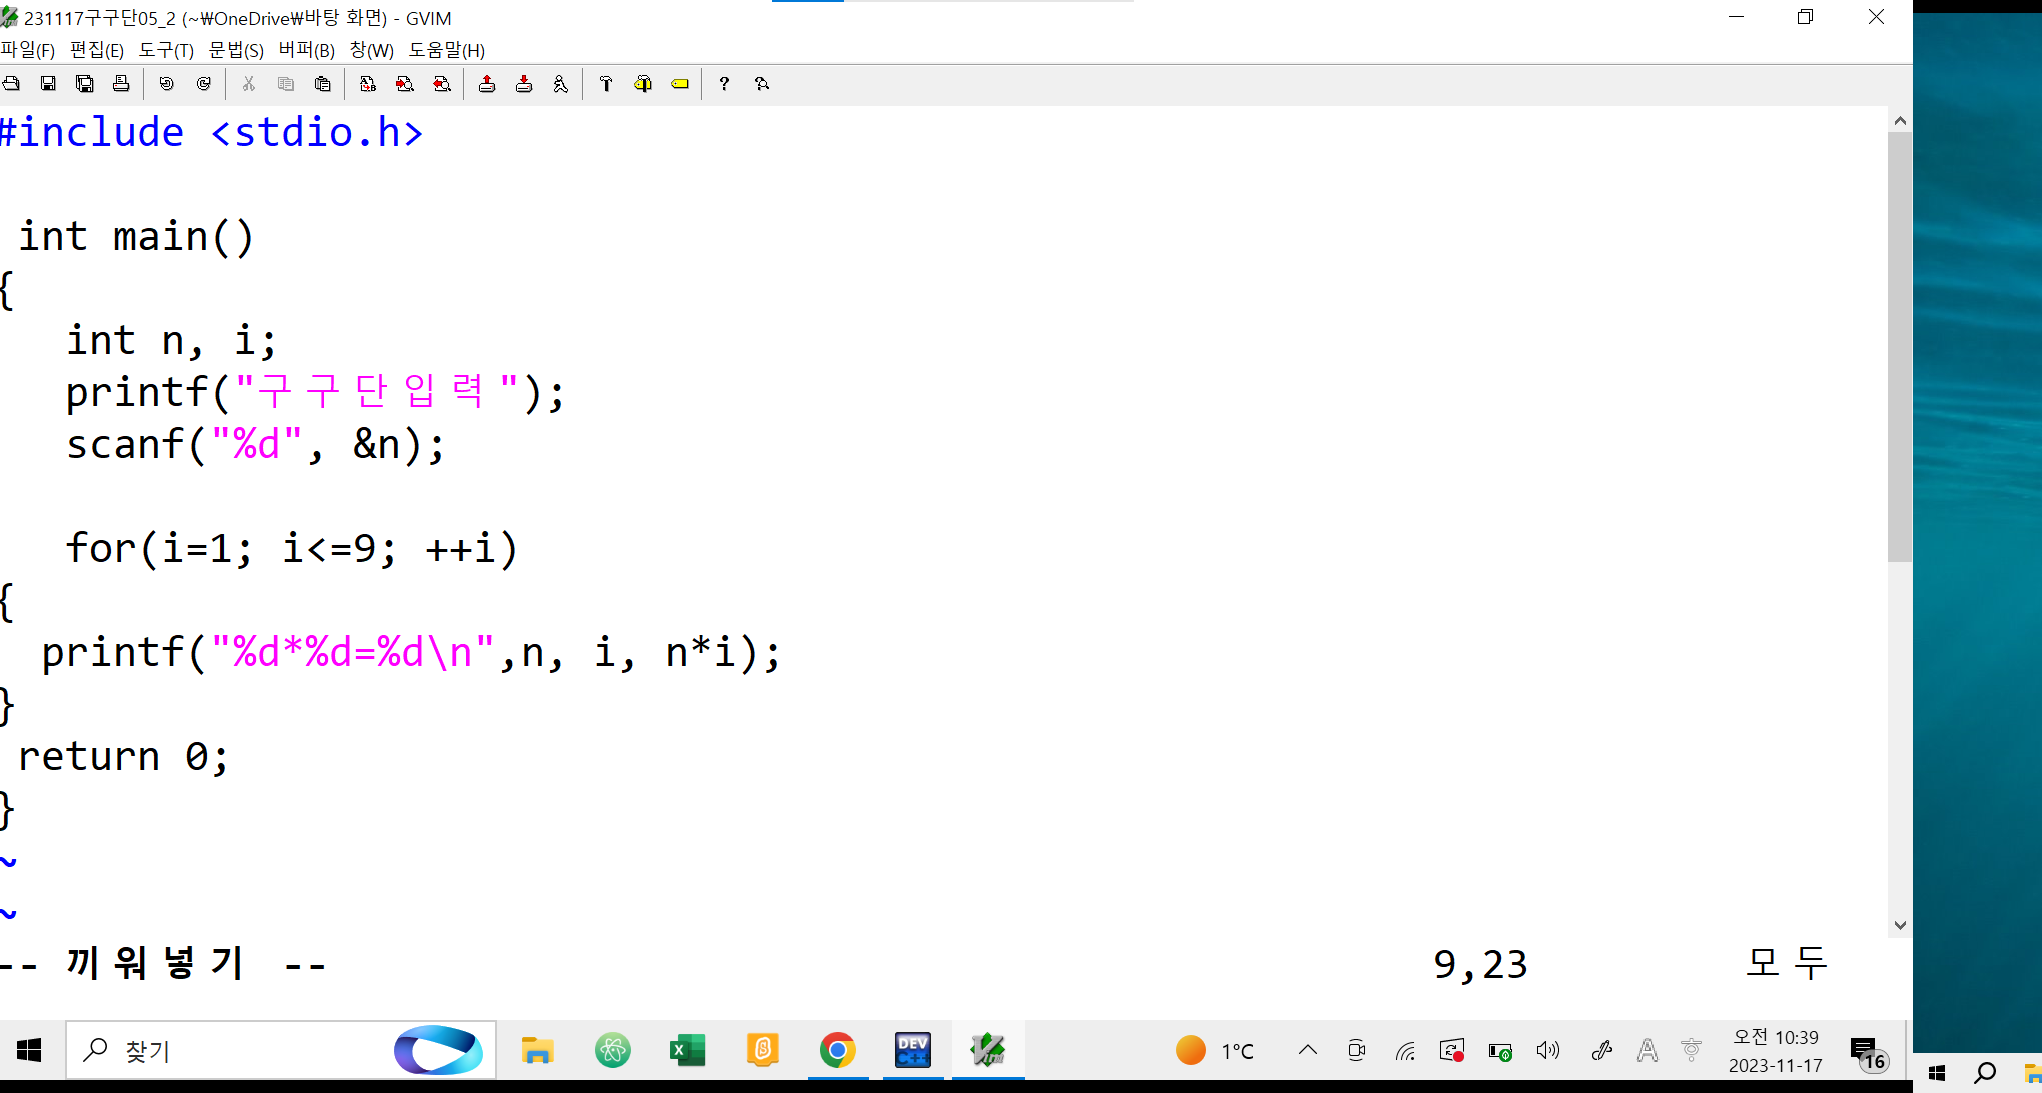 231117구구단05_2 (~₩OneDrive₩바탕 화면) - GVIM
파일(F) 편집(E) 도구(T) 문법(S) 버퍼(B) 창(W) 도움말(H)
#include <stdio.h>
int main()
{
int n, i;
printf("구구단입력");
scanf("%d", &n);
for(i=1; i<=9; ++i)
{
printf("%d*%d=%d\n",n, i, n*i);
}
return 0;
}
~
~
-- 끼워넣기 -- 9,23 모두
찾기
DEV C++
1°C
오전 10:39
2023-11-17
16